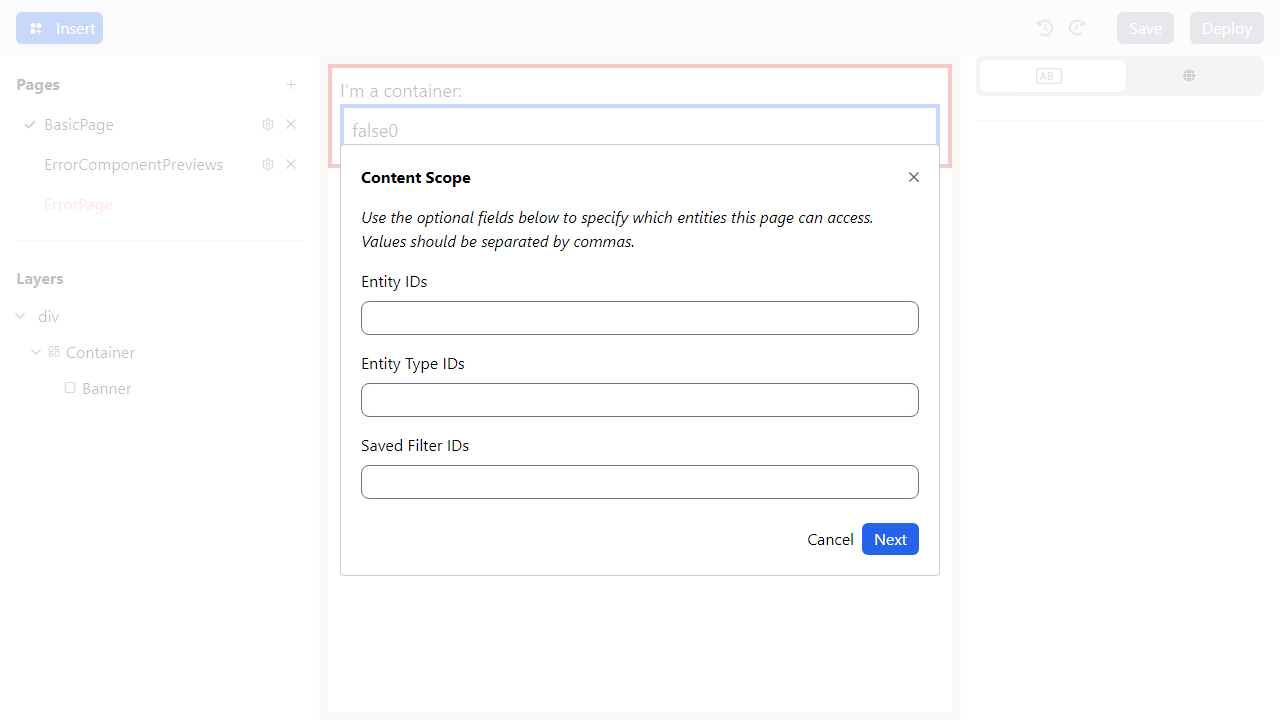 Insert
Save
Deploy
Pages
BasicPage
ErrorComponentPreviews
ErrorPage
Layers
div
Container
Banner
I'm a container:
false0
Content Scope
Use the optional fields below to specify which entities this page can access.
Values should be separated by commas.
Entity IDs
Entity Type IDs
Saved Filter IDs
Cancel
Next
AB